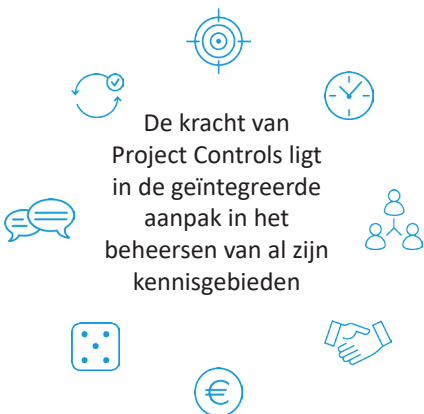 De kracht van
Project Controls ligt
in de geïntegreerde
aanpak in het
beheersen van al zijn
kennisgebieden
€